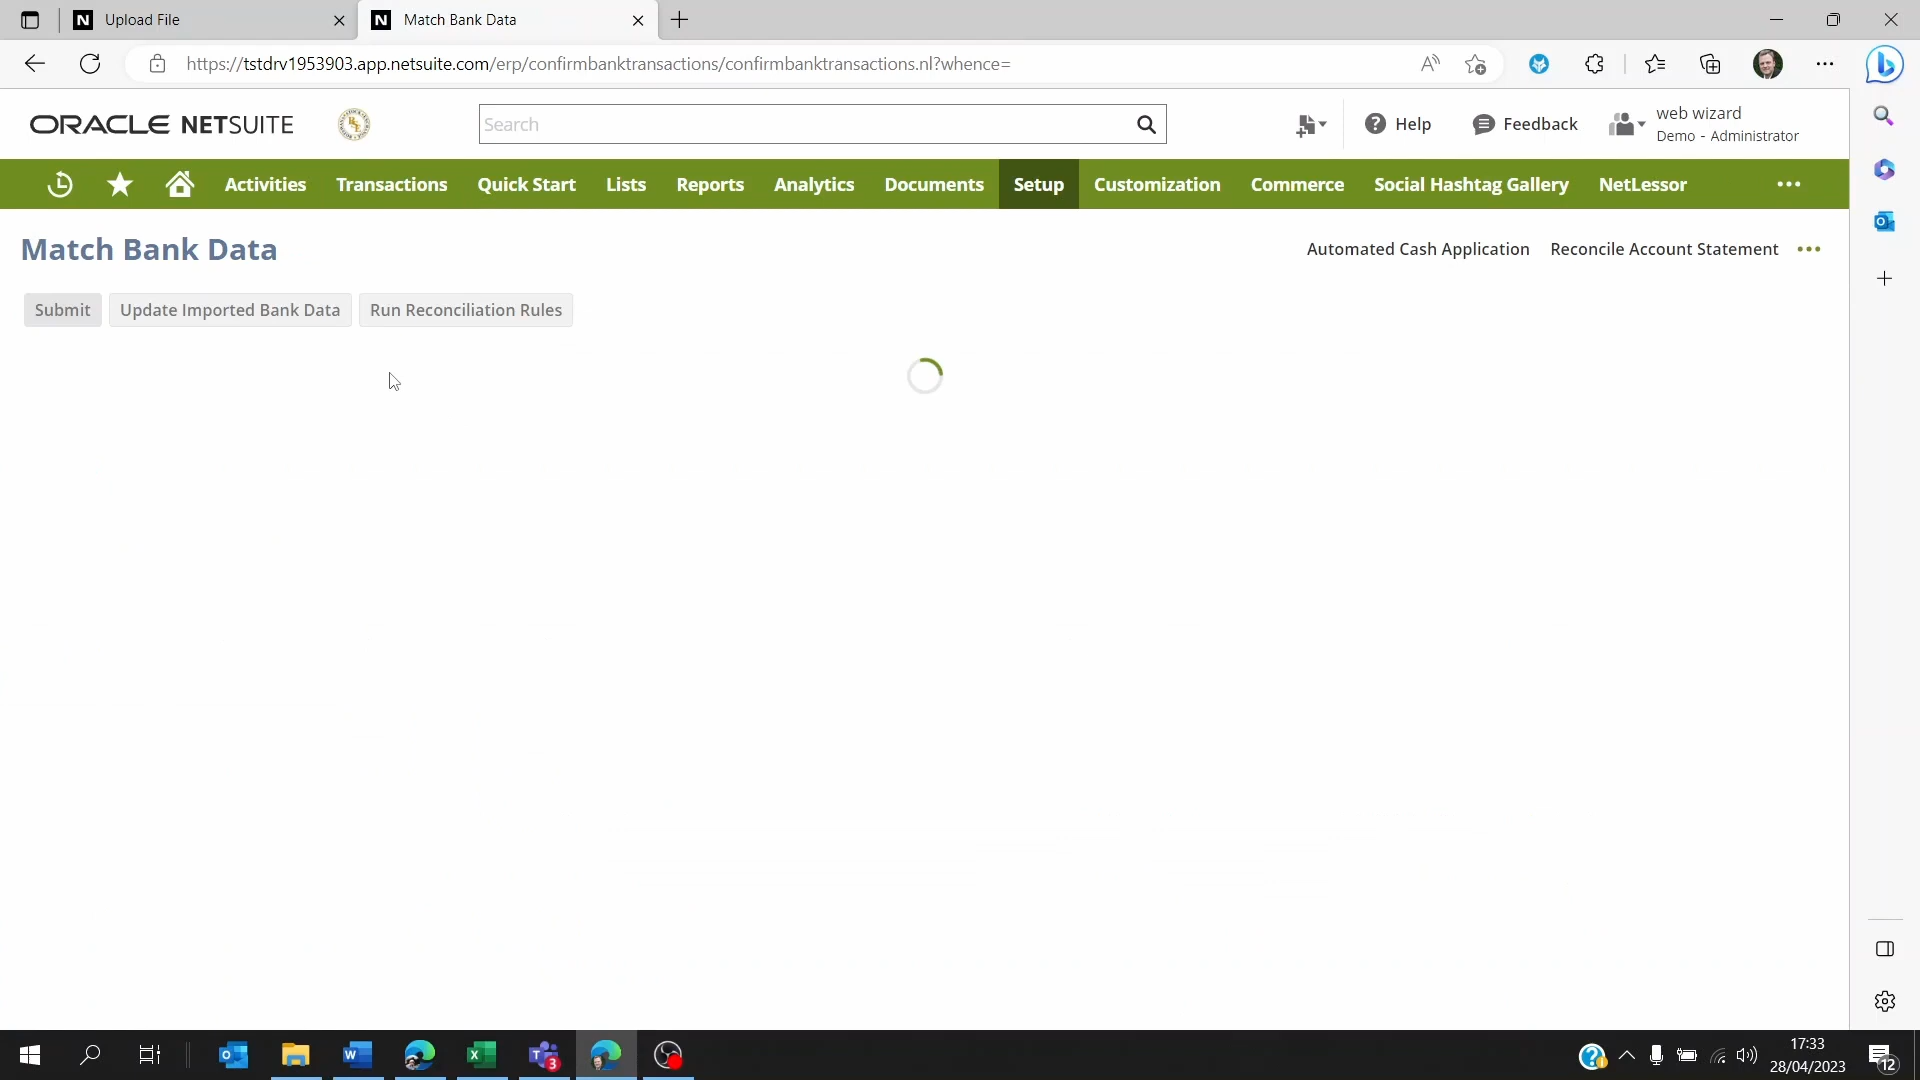 Upload File
Match Bank Data
https://tstdrv1953903.app.netsuite.com/erp/confirmbanktransactions/confirmbanktransactions.nl?whence=
ORACLE NETSUITE
Search
Help
Feedback
web wizard
Demo - Administrator
Activities
Transactions
Quick Start
Lists
Reports
Analytics
Documents
Setup
Customization
Commerce
Social Hashtag Gallery
NetLessor
Match Bank Data
Automated Cash Application
Reconcile Account Statement
Submit
Update Imported Bank Data
Run Reconciliation Rules
17:33
28/04/2023
3
12